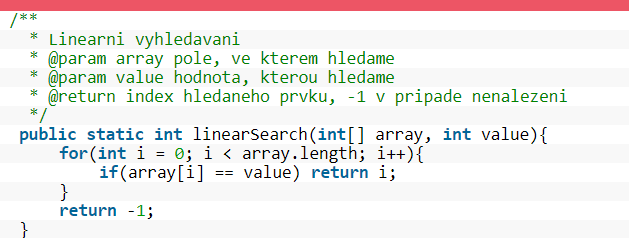 /**
 * Linearni vyhledavani
 * @param array pole, ve kterem hledame
 * @param value hodnota, kterou hledame
 * @return index hledaneho prvku, -1 v pripade nenalezeni
 */
public static int linearSearch(int[] array, int value){
    for(int i = 0; i < array.length; i++){
        if(array[i] == value) return i;
    }
    return -1;
}